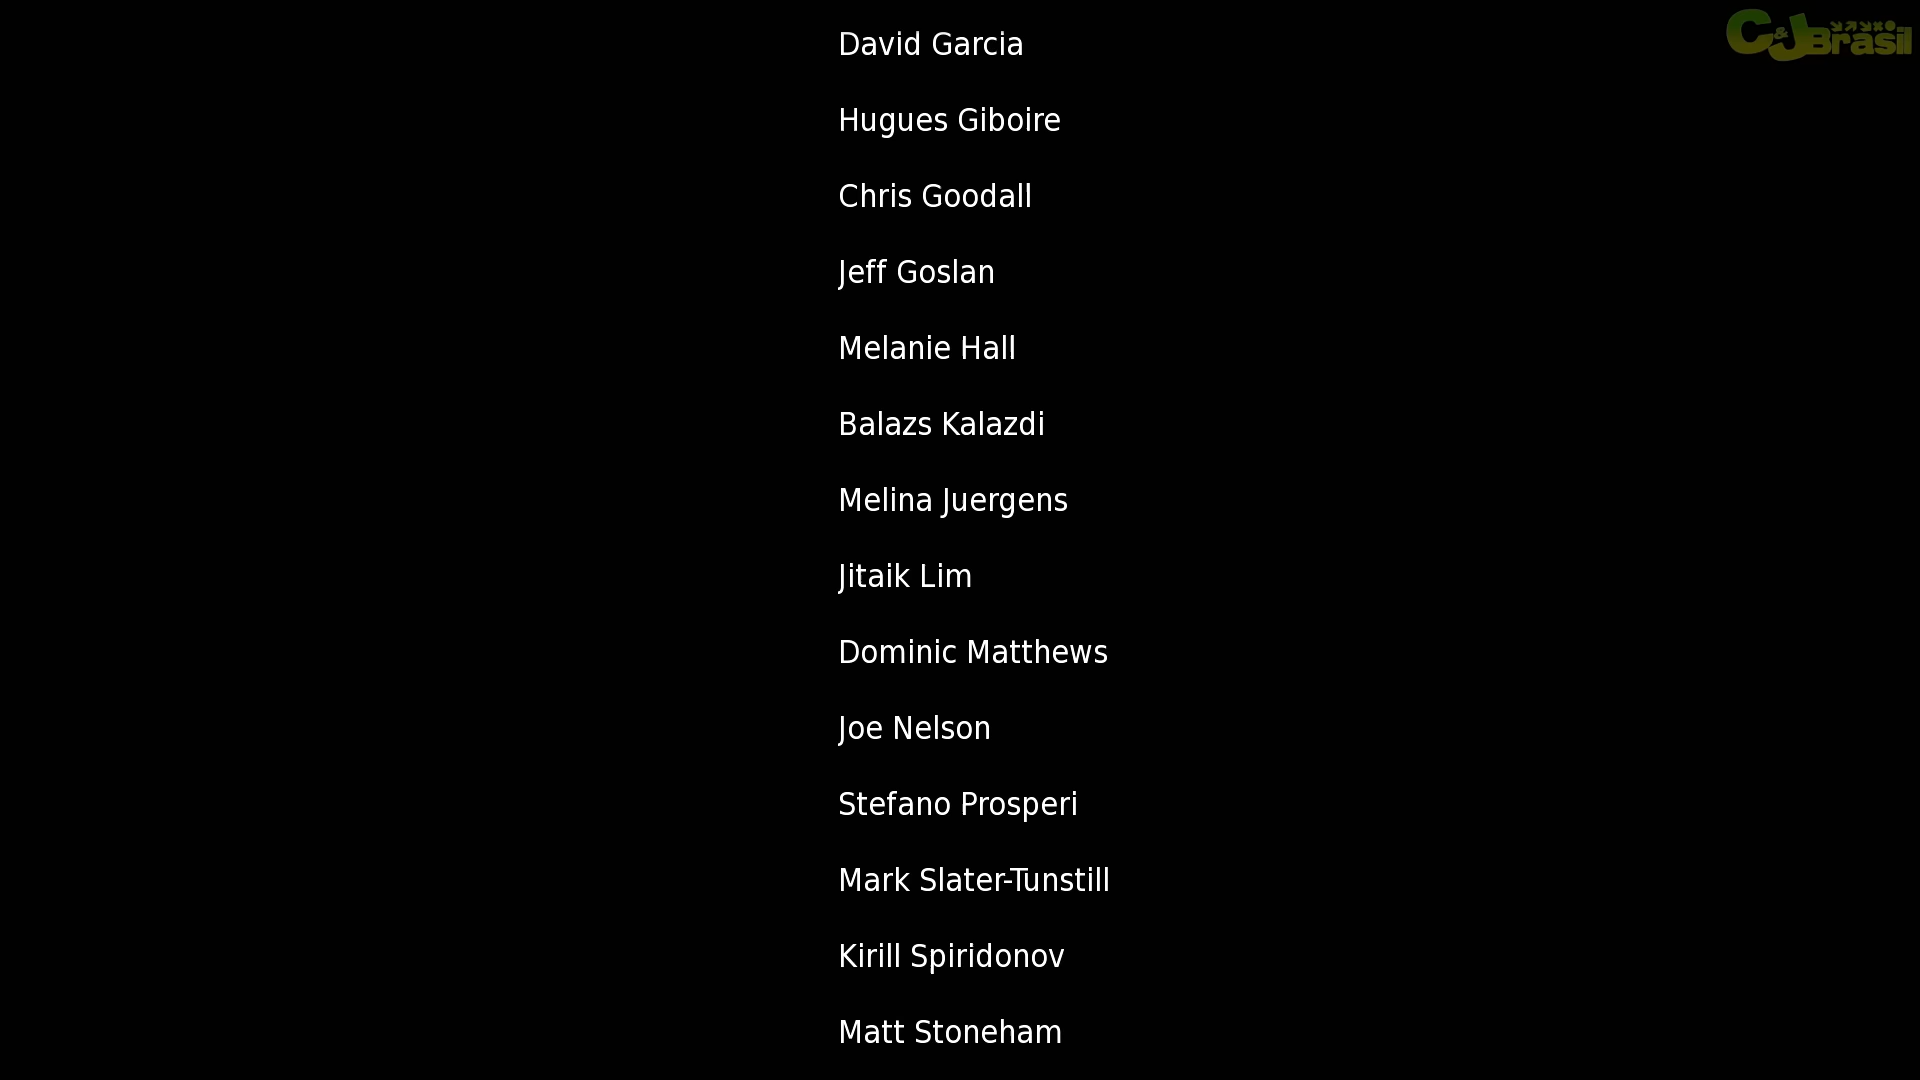 David Garcia
C&J Brasil
Hugues Giboire
Chris Goodall
Jeff Goslan
Melanie Hall
Balazs Kalazdi
Melina Juergens
Jitaik Lim
Dominic Matthews
Joe Nelson
Stefano Prosperi
Mark Slater-Tunstill
Kirill Spiridonov
Matt Stoneham